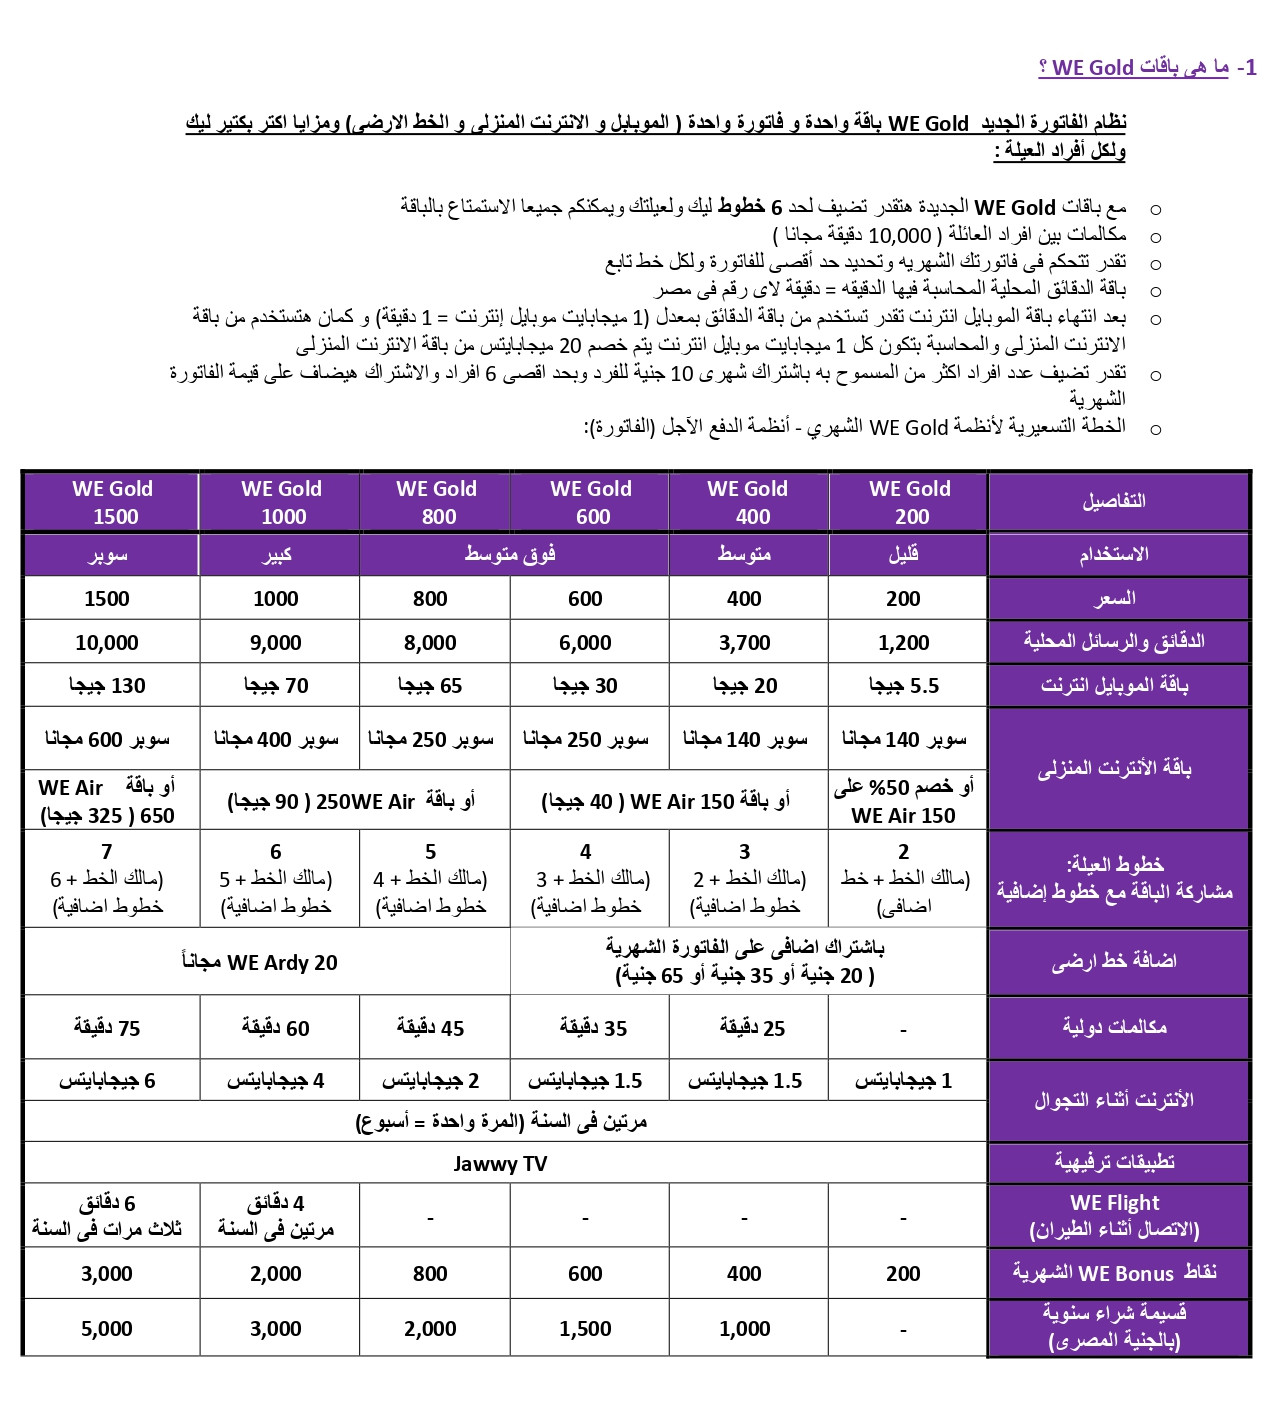 1- ما هى باقات WE Gold ؟
نظام الفاتورة الجديد WE Gold باقة واحدة و فاتورة واحدة ( الموبابل و الانترنت المنزلى و الخط الارضى) ومزايا اكتر بكتير ليك
ولكل أفراد العيلة :
o مع باقات WE Gold الجديدة هتقدر تضيف لحد 6 خطوط ليك ولعيلتك ويمكنكم جميعا الاستمتاع بالباقة
o مكالمات بين افراد العائلة ( 10,000 دقيقة مجانا )
o تقدر تتحكم فى فاتورتك الشهريه وتحديد حد أقصى للفاتورة ولكل خط تابع
o باقة الدقائق المحلية المحاسبة فيها الدقيقه = دقيقة لاى رقم فى مصر
o بعد انتهاء باقة الموبايل انترنت تقدر تستخدم من باقة الدقائق بمعدل (1 ميجابايت موبايل إنترنت = 1 دقيقة) و كمان هتستخدم من باقة
الانترنت المنزلى والمحاسبة بتكون كل 1 ميجابايت موبايل انترنت يتم خصم 20 ميجابايتس من باقة الانترنت المنزلى
o تقدر تضيف عدد افراد اكثر من المسموح به باشتراك شهرى 10 جنية للفرد وبحد اقصى 6 افراد والاشتراك هيضاف على قيمة الفاتورة
الشهرية
o الخطة التسعيرية لأنظمة WE Gold الشهري - أنظمة الدفع الآجل (الفاتورة):
التفاصيل WE Gold 200 WE Gold 400 WE Gold 600 WE Gold 800 WE Gold 1000 WE Gold 1500
الاستخدام قليل متوسط فوق متوسط كبير سوبر
السعر 200 400 600 800 1000 1500
الدقائق والرسائل المحلية 1,200 3,700 6,000 8,000 9,000 10,000
باقة الموبايل انترنت 5.5 جيجا 20 جيجا 30 جيجا 65 جيجا 70 جيجا 130 جيجا
باقة الأنترنت المنزلى سوبر 140 مجانا سوبر 140 مجانا سوبر 250 مجانا سوبر 250 مجانا سوبر 400 مجانا سوبر 600 مجانا
أو خصم 50% على WE Air 150 أو باقة WE Air 150 ( 40 جيجا) أو باقة 250WE Air ( 90 جيجا) أو باقة WE Air 650 ( 325 جيجا)
خطوط العيلة: 2 3 4 5 6 7
مشاركة الباقة مع خطوط إضافية (مالك الخط + خط اضافى) (مالك الخط + 2 خطوط اضافية) (مالك الخط + 3 خطوط اضافية) (مالك الخط + 4 خطوط اضافية) (مالك الخط + 5 خطوط اضافية) (مالك الخط + 6 خطوط اضافية)
اضافة خط ارضى باشتراك اضافى على الفاتورة الشهرية ( 20 جنية أو 35 جنية أو 65 جنية) WE Ardy 20 مجاناً
مكالمات دولية - 25 دقيقة 35 دقيقة 45 دقيقة 60 دقيقة 75 دقيقة
الأنترنت أثناء التجوال 1 جيجابايتس 1.5 جيجابايتس 1.5 جيجابايتس 2 جيجابايتس 4 جيجابايتس 6 جيجابايتس
مرتين فى السنة (المرة واحدة = أسبوع)
تطبيقات ترفيهية Jawwy TV
WE Flight (الاتصال أثناء الطيران) - - - - 4 دقائق مرتين فى السنة 6 دقائق ثلاث مرات فى السنة
نقاط WE Bonus الشهرية 200 400 600 800 2,000 3,000
قسيمة شراء سنوية (بالجنية المصرى) - 1,000 1,500 2,000 3,000 5,000